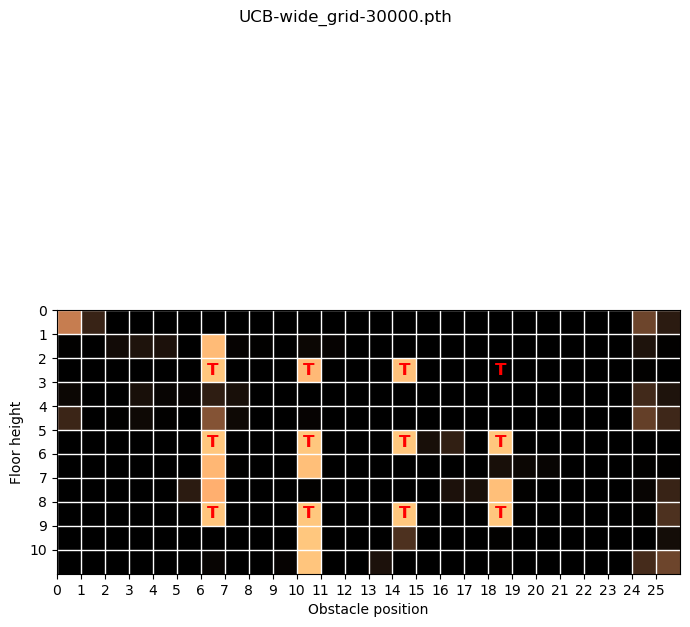 UCB-wide_grid-30000.pth
0
1
2
T T T T
3
4
5
T T T T
6
7
8
T T T T
9
10
Floor height
0 1 2 3 4 5 6 7 8 9 10 11 12 13 14 15 16 17 18 19 20 21 22 23 24 25
Obstacle position